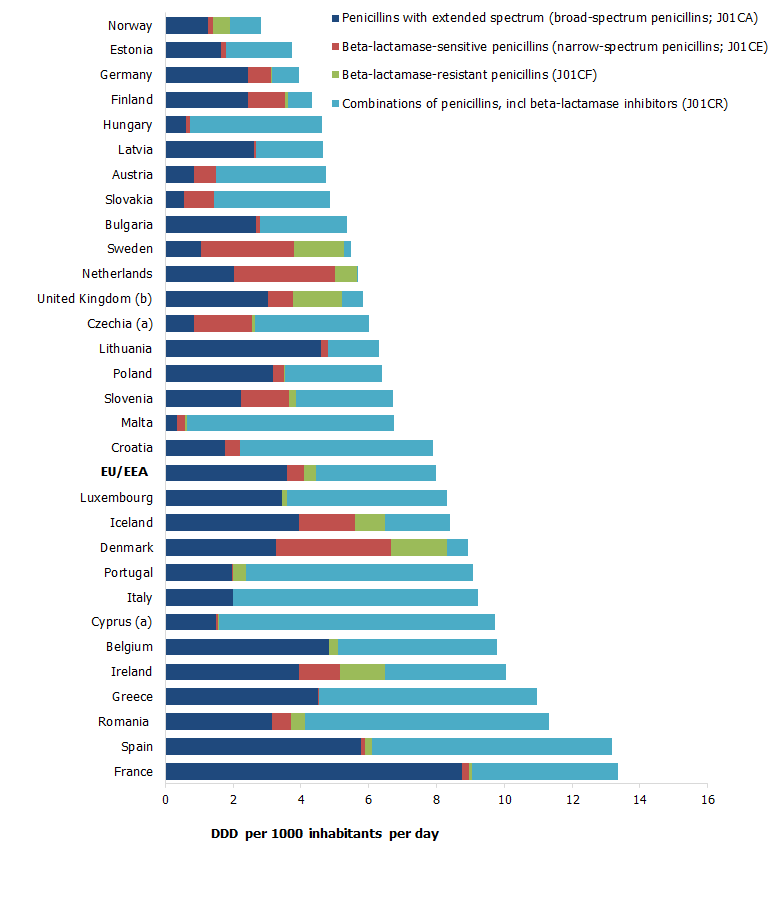 Penicillins with extended spectrum (broad-spectrum penicillins; J01CA)
Beta-lactamase-sensitive penicillins (narrow-spectrum penicillins; J01CE)
Beta-lactamase-resistant penicillins (J01CF)
Combinations of penicillins, incl beta-lactamase inhibitors (J01CR)
Norway
Estonia
Germany
Finland
Hungary
Latvia
Austria
Slovakia
Bulgaria
Sweden
Netherlands
United Kingdom (b)
Czechia (a)
Lithuania
Poland
Slovenia
Malta
Croatia
EU/EEA
Luxembourg
Iceland
Denmark
Portugal
Italy
Cyprus (a)
Belgium
Ireland
Greece
Romania
Spain
France
0 2 4 6 8 10 12 14 16
DDD per 1000 inhabitants per day